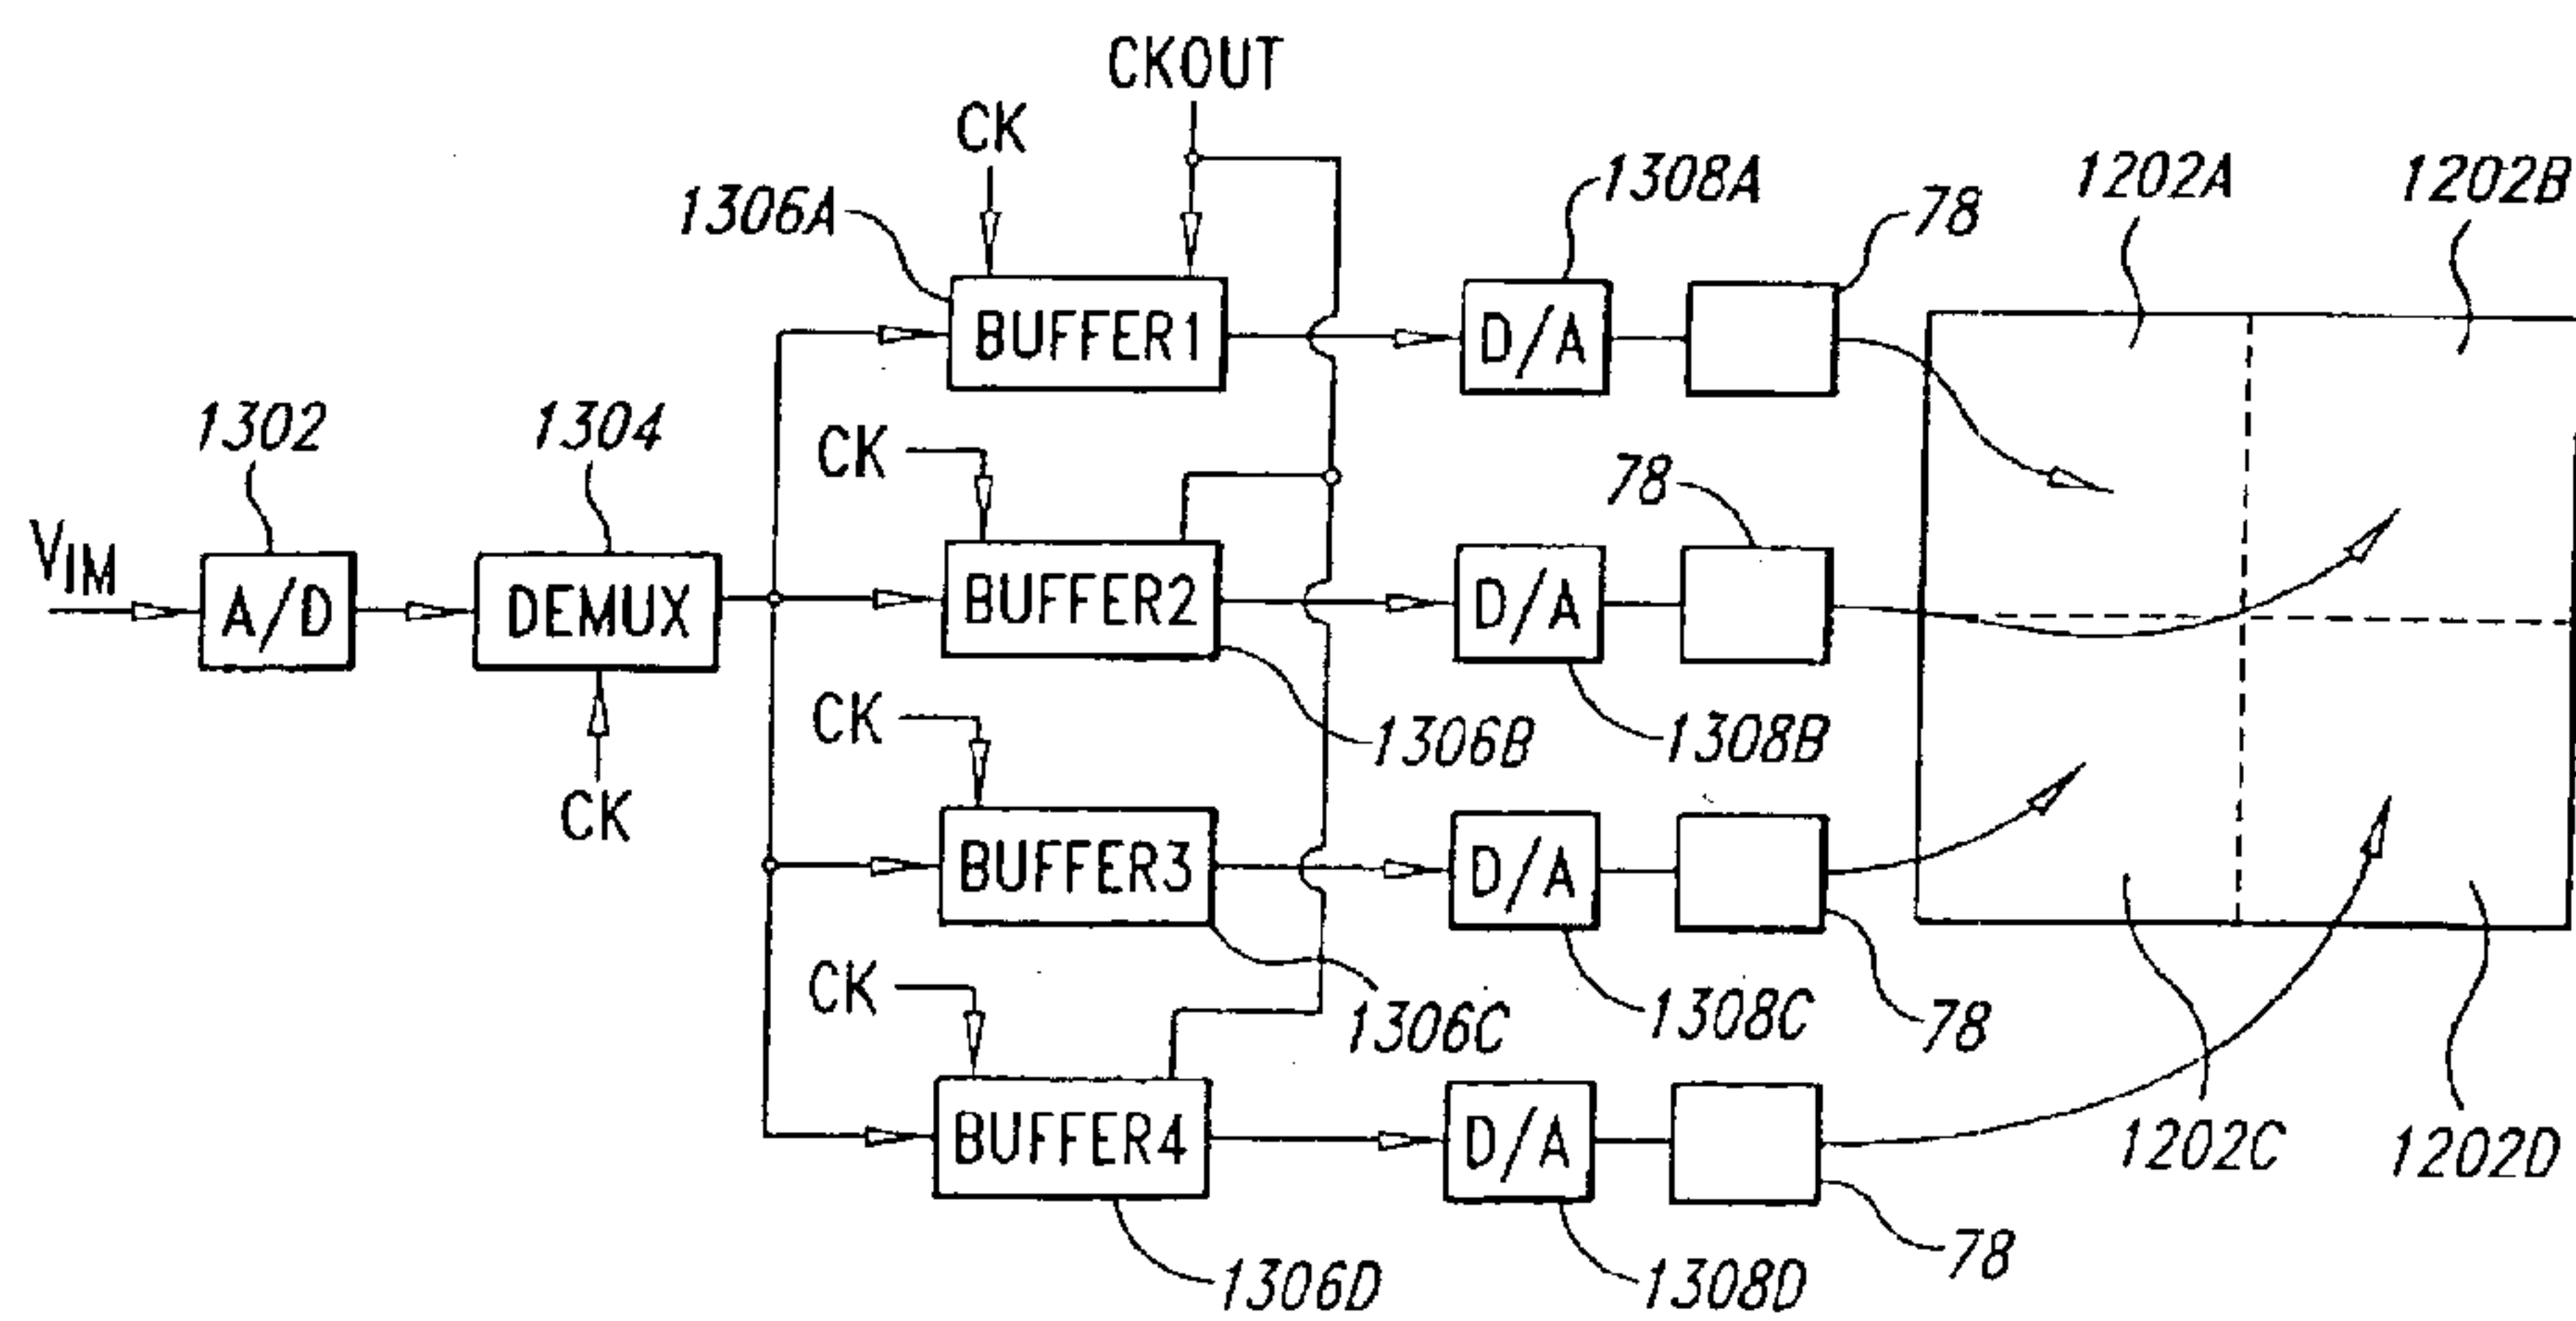 CKOUT
CK
1306A
1308A
78
1202A
1202B
BUFFER1
D/A
1302
1304
CK
78
VIM
A/D
DEMUX
BUFFER2
D/A
CK
CK
1306B
1308B
BUFFER3
D/A
CK
1306C
1308C
78
BUFFER4
D/A
1202C
1202D
1306D
1308D
78